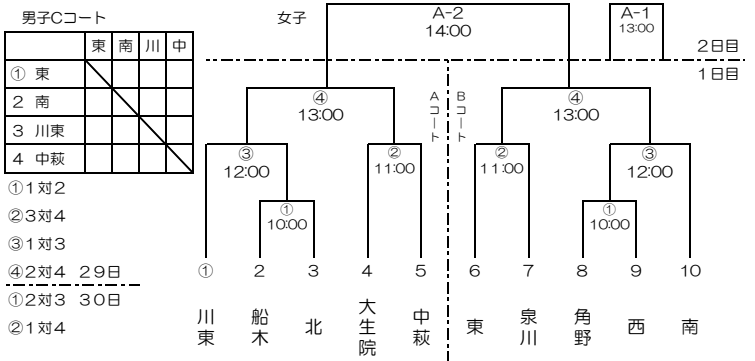 男子Cコート
東 南 川 中
① 東
2 南
3 川東
4 中萩
①1対2
②3対4
③1対3
④2対4 29日
①2対3 30日
②1対4
女子
A-2
14:00
A-1
13:00
2日目
1日目
④
13:00
Aコート
Bコート
④
13:00
③
12:00
②
11:00
②
11:00
③
12:00
①
10:00
①
10:00
① 2 3 4 5 6 7 8 9 10
川東 船木 北 大生院 中萩 東 泉川 角野 西 南